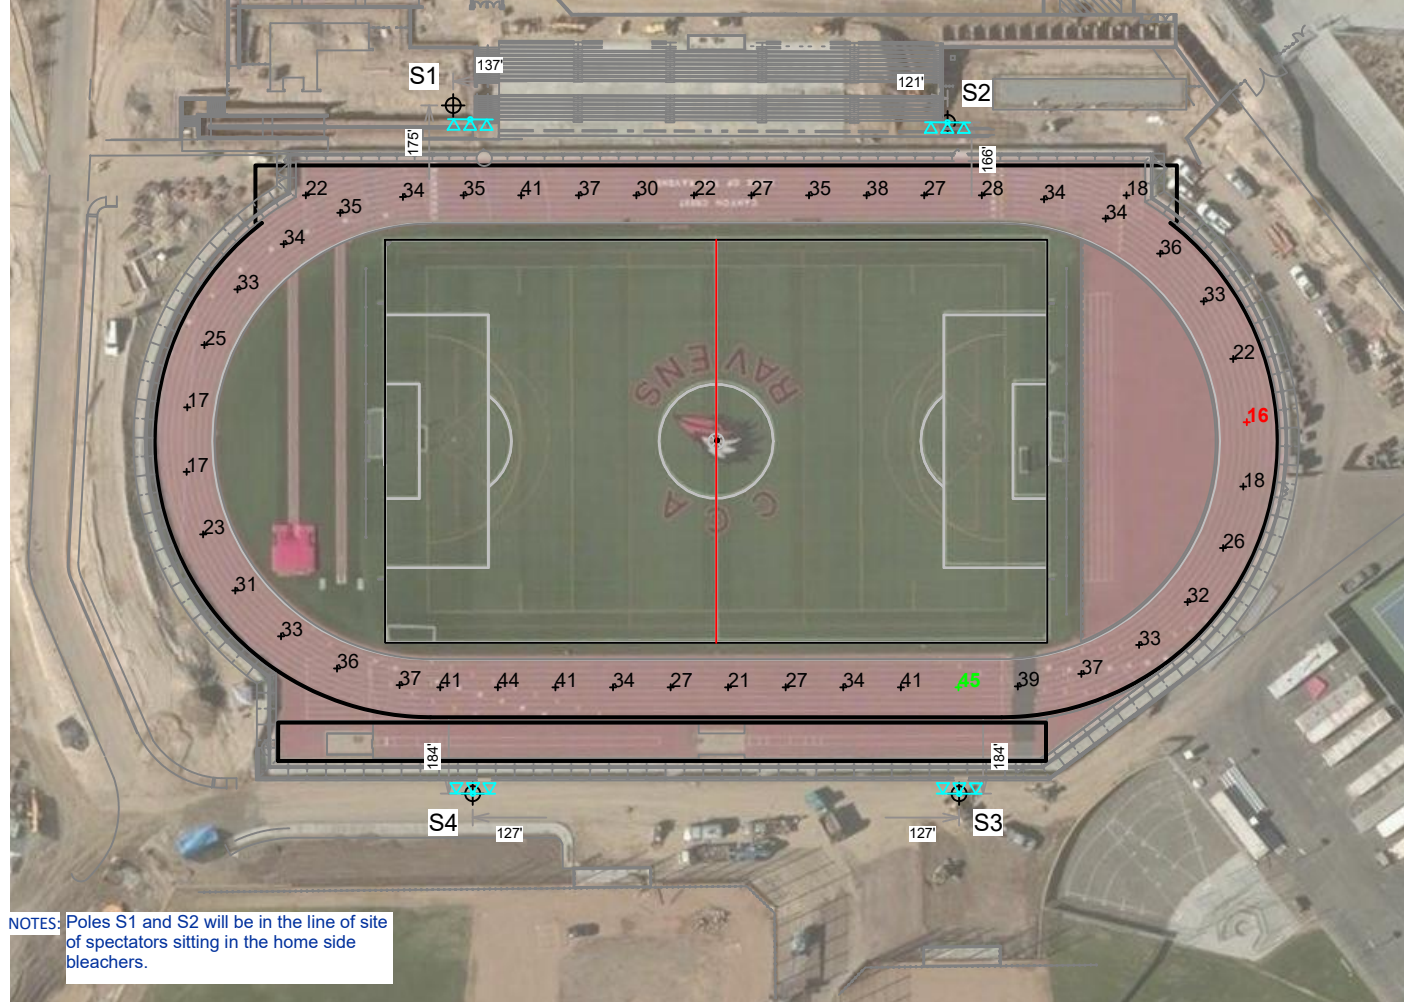 137'
S1
121'
S2
175'
166'
22 34 35 41 37 30 22 27 35 38 27 28 34 18
35 34
34 36
33 33
25 22
17 16
17 18
23 26
31 32
33 33
36 37
37 41 44 41 34 27 21 27 34 41 45 39
RAVENS
CCA
184'
184'
S4
127'
127'
S3
NOTES: Poles S1 and S2 will be in the line of site
of spectators sitting in the home side
bleachers.